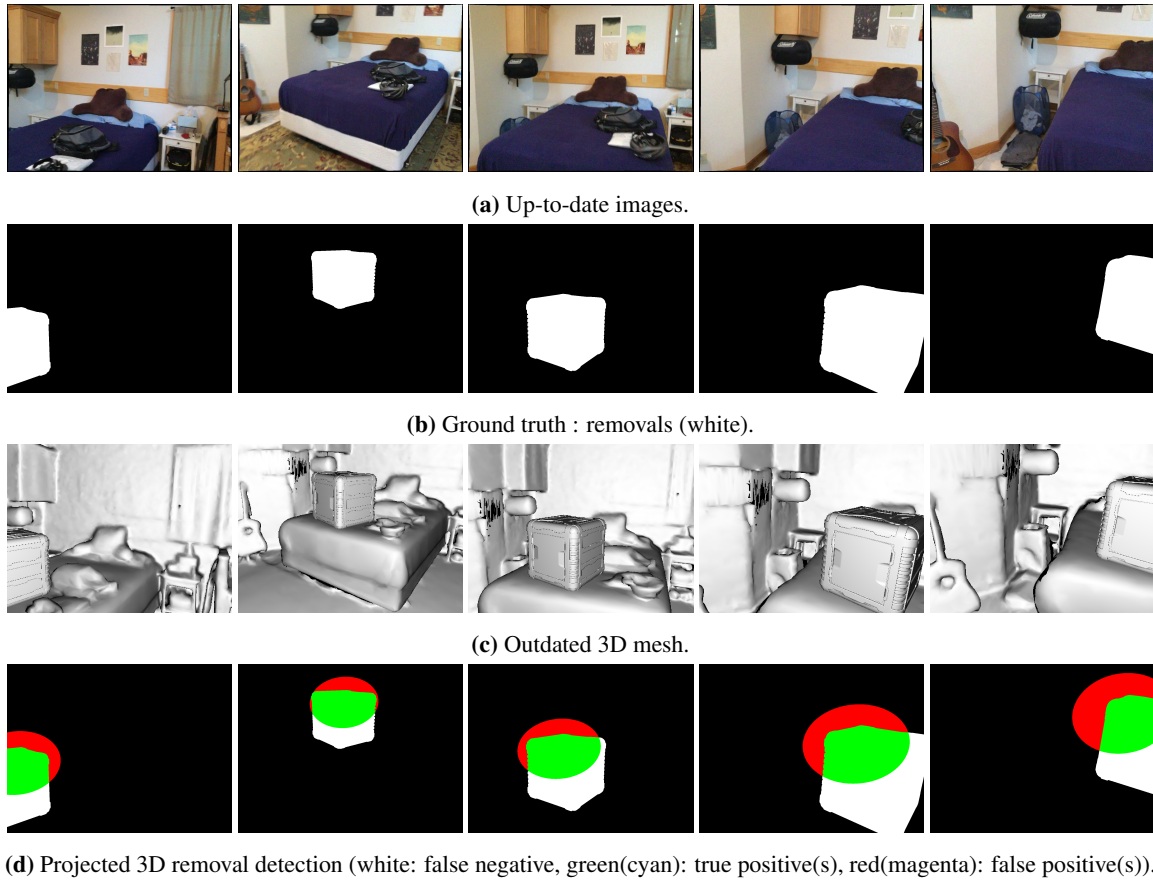 Coleman
(a) Up-to-date images.
(b) Ground truth : removals (white).
(c) Outdated 3D mesh.
(d) Projected 3D removal detection (white: false negative, green(cyan): true positive(s), red(magenta): false positive(s)).